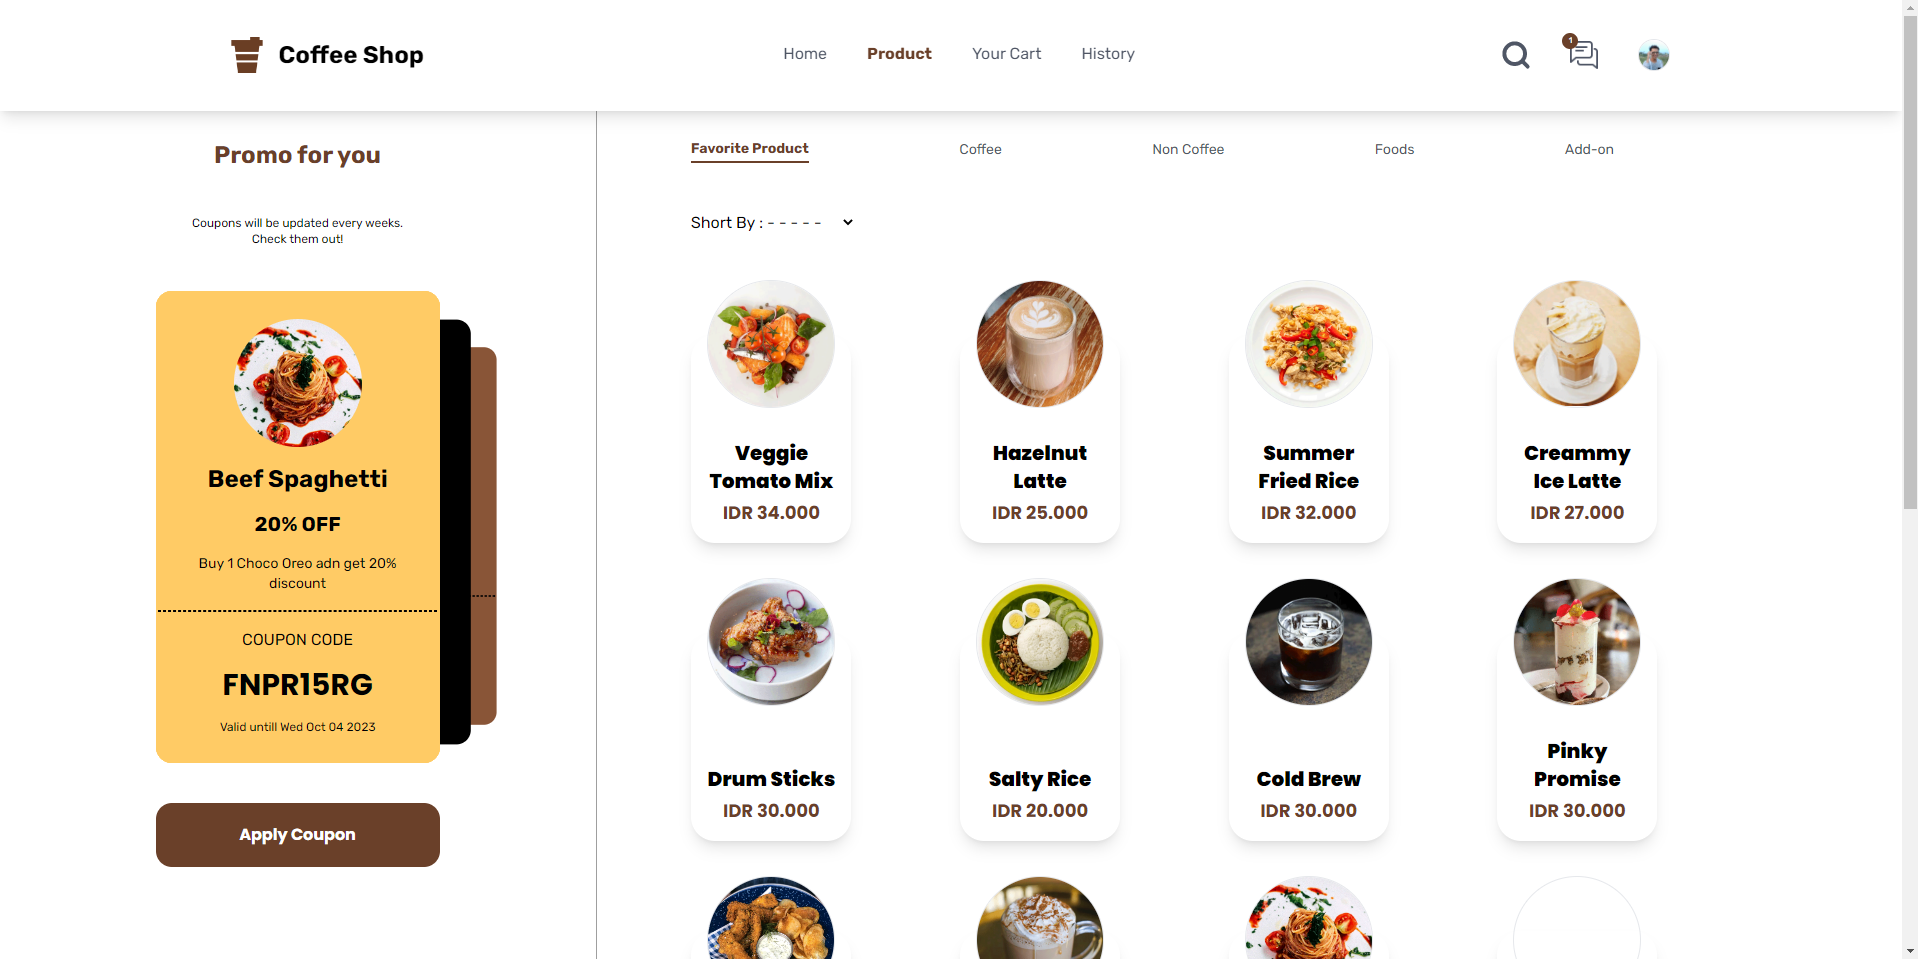 Coffee Shop
Home
Product
Your Cart
History
1
Promo for you
Coupons will be updated every weeks.
Check them out!
Beef Spaghetti
20% OFF
Buy 1 Choco Oreo adn get 20%
discount
COUPON CODE
FNPR15RG
Valid untill Wed Oct 04 2023
Apply Coupon
Favorite Product
Coffee
Non Coffee
Foods
Add-on
Short By : - - - - -
Veggie
Tomato Mix
IDR 34.000
Hazelnut
Latte
IDR 25.000
Summer
Fried Rice
IDR 32.000
Creammy
Ice Latte
IDR 27.000
Drum Sticks
IDR 30.000
Salty Rice
IDR 20.000
Cold Brew
IDR 30.000
Pinky
Promise
IDR 30.000